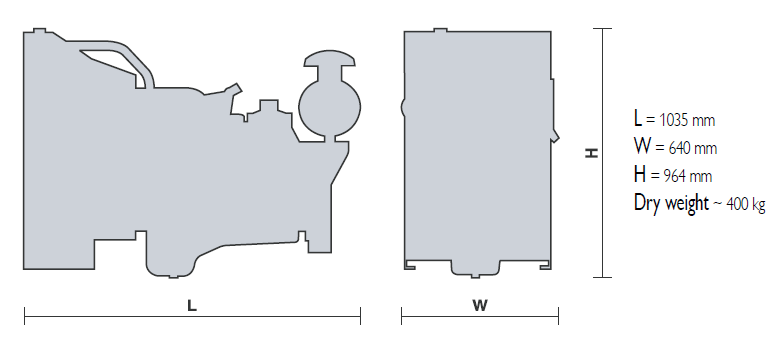 H
L = 1035 mm
W = 640 mm
H = 964 mm
Dry weight ~ 400 kg
L
W